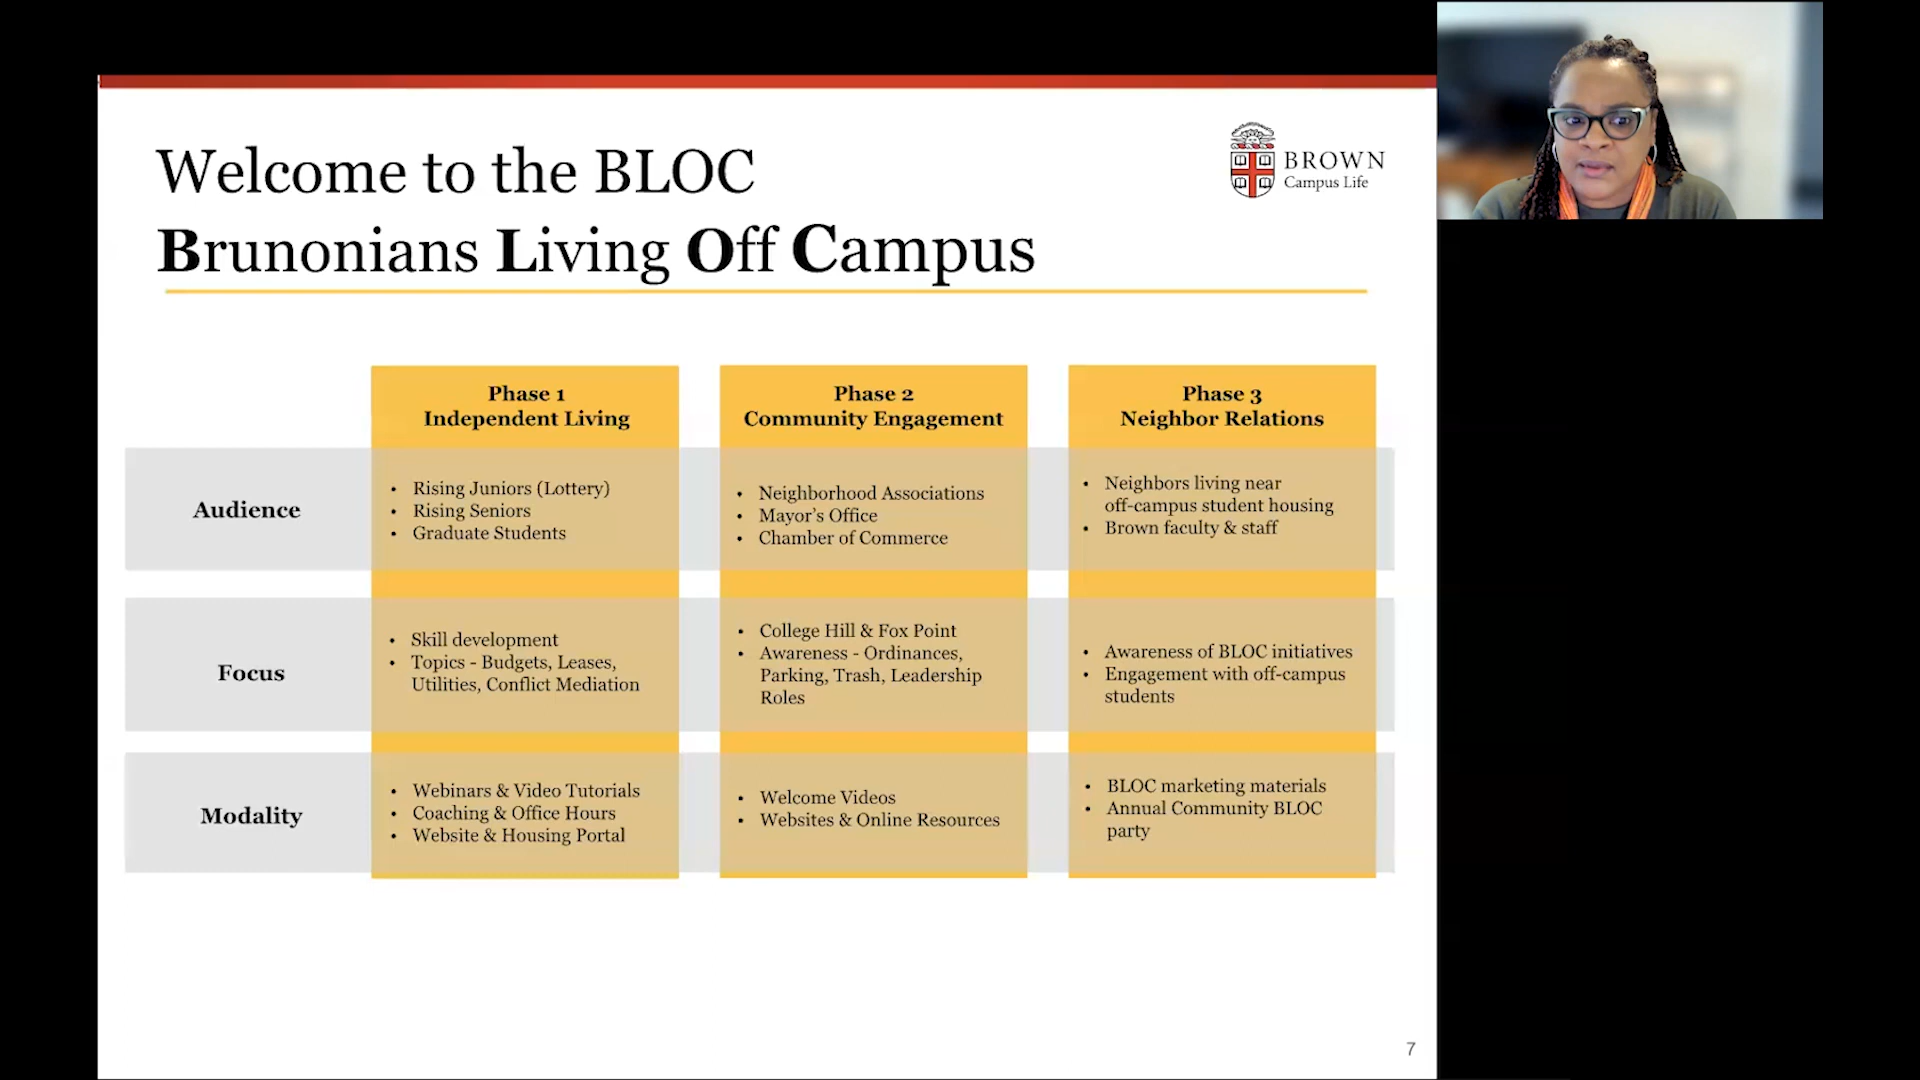 Welcome to the BLOC
Brunonians Living Off Campus
BROWN
Campus Life
Phase 1
Independent Living
Phase 2
Community Engagement
Phase 3
Neighbor Relations
Audience
• Rising Juniors (Lottery)
• Rising Seniors
• Graduate Students
• Neighborhood Associations
• Mayor’s Office
• Chamber of Commerce
• Neighbors living near
off-campus student housing
• Brown faculty & staff
Focus
• Skill development
• Topics - Budgets, Leases,
Utilities, Conflict Mediation
• College Hill & Fox Point
• Awareness - Ordinances,
Parking, Trash, Leadership
Roles
• Awareness of BLOC initiatives
• Engagement with off-campus
students
Modality
• Webinars & Video Tutorials
• Coaching & Office Hours
• Website & Housing Portal
• Welcome Videos
• Websites & Online Resources
• BLOC marketing materials
• Annual Community BLOC
party
7